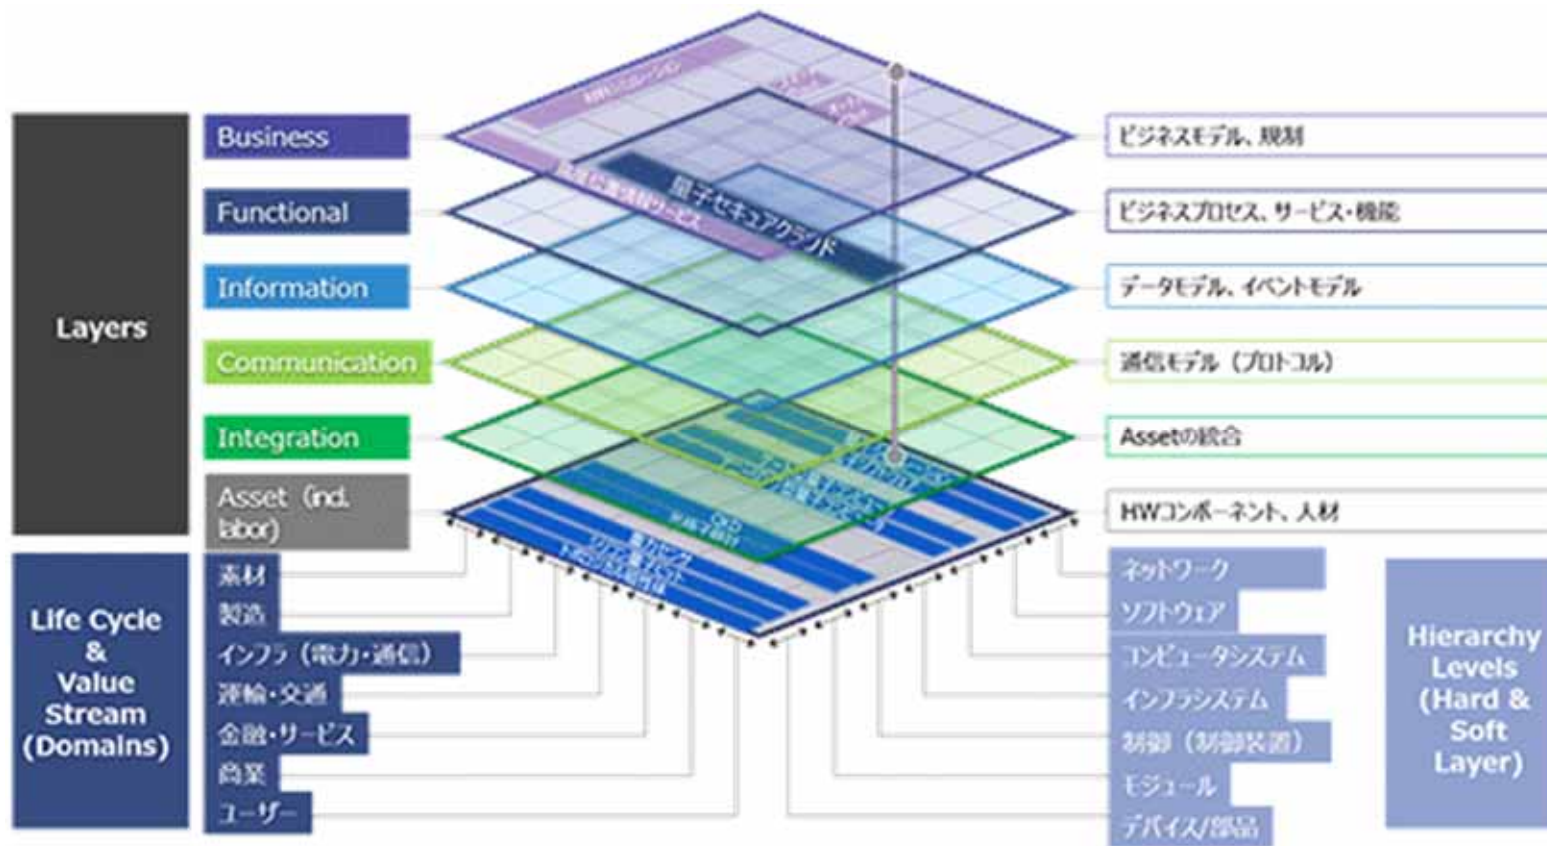 Layers
Business
Functional
Information
Communication
Integration
Asset (incl.
labor)
ビジネスモデル、規制
ビジネスプロセス、サービス・機能
データモデル、イベントモデル
通信モデル（プロトコル）
Assetの統合
HWコンポーネント、人材
量子セキュアクラウド
QKD
Life Cycle
&
Value
Stream
(Domains)
素材
製造
インフラ（電力・通信）
運輸・交通
金融・サービス
商業
ユーザー
ネットワーク
ソフトウェア
コンピュータシステム
インフラシステム
制御（制御装置）
モジュール
デバイス/部品
Hierarchy
Levels
(Hard &
Soft
Layer)